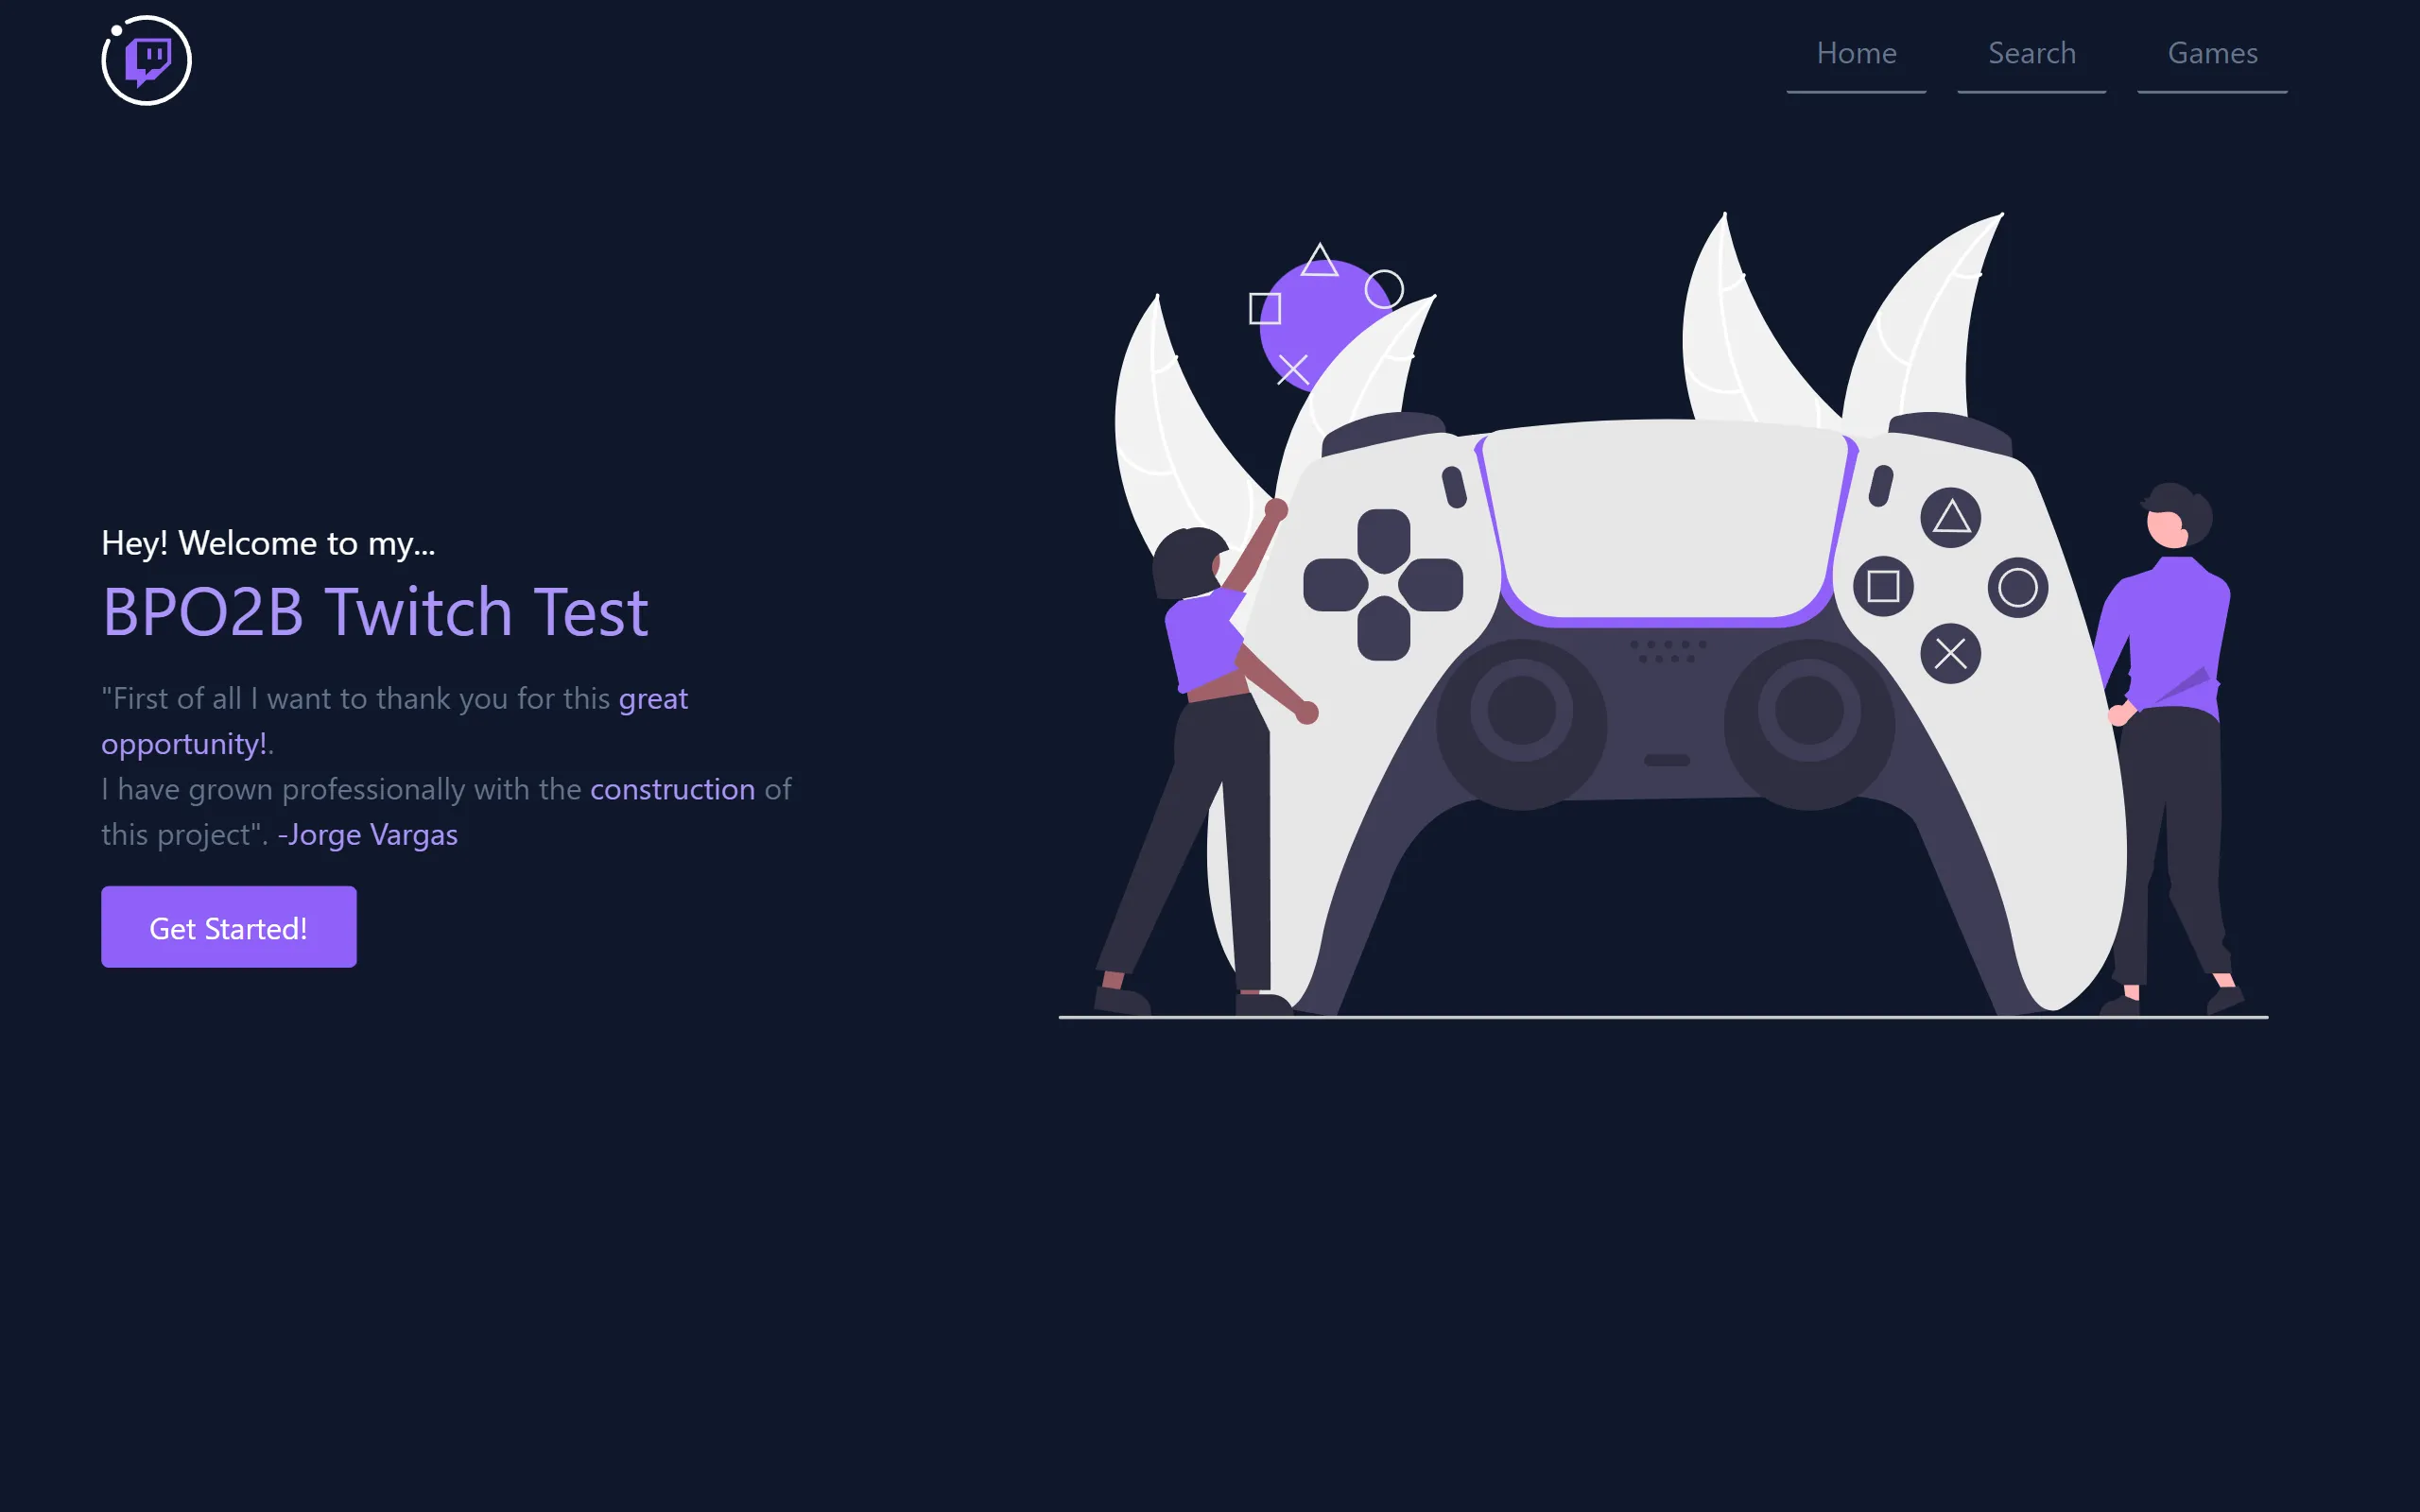 Home
Search
Games
Hey! Welcome to my...
BPO2B Twitch Test
"First of all I want to thank you for this great
opportunity!.
I have grown professionally with the construction of
this project". -Jorge Vargas
Get Started!